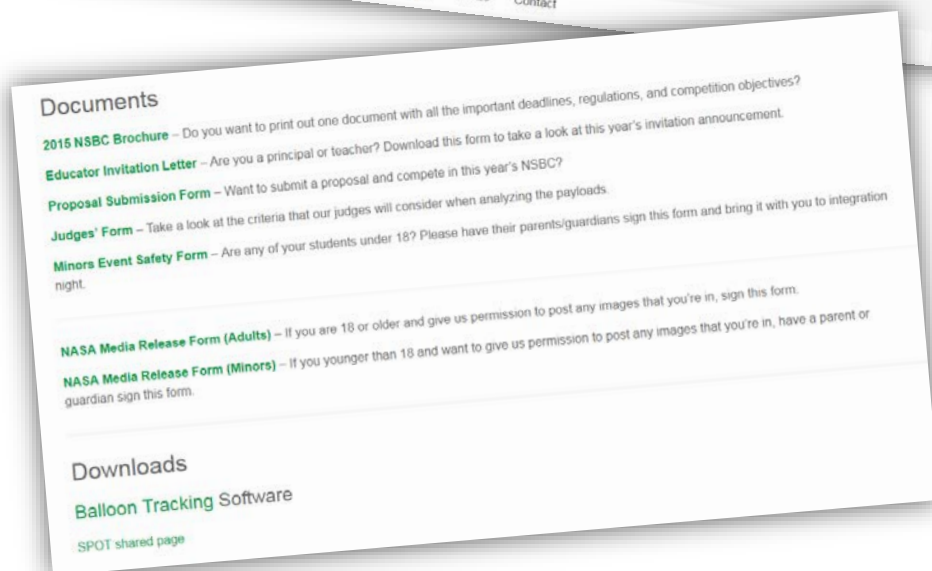 Contact
Documents
2015 NSBC Brochure – Do you want to print out one document with all the important deadlines, regulations, and competition objectives?
Educator Invitation Letter – Are you a principal or teacher? Download this form to take a look at this year's invitation announcement.
Proposal Submission Form – Want to submit a proposal and compete in this year's NSBC?
Judges' Form – Take a look at the criteria that our judges will consider when analyzing the payloads.
Minors Event Safety Form – Are any of your students under 18? Please have their parents/guardians sign this form and bring it with you to integration
night.
NASA Media Release Form (Adults) – If you are 18 or older and give us permission to post any images that you're in, sign this form.
NASA Media Release Form (Minors) – If you younger than 18 and want to give us permission to post any images that you're in, have a parent or
guardian sign this form.
Downloads
Balloon Tracking Software
SPOT shared page